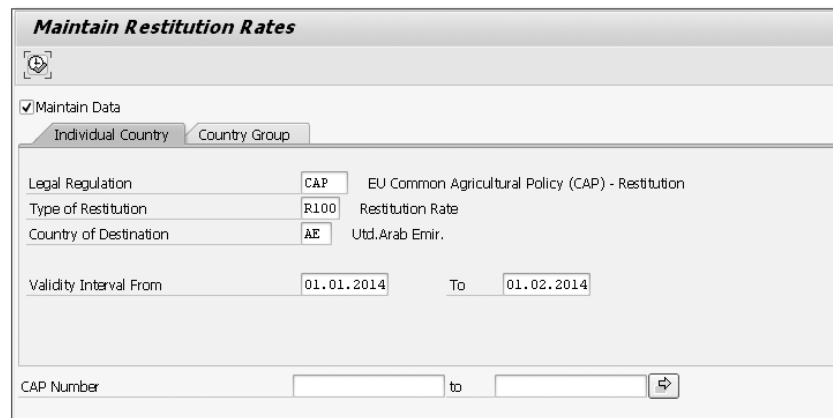 Maintain Restitution Rates
Maintain Data
Individual Country Country Group
Legal Regulation CAP EU Common Agricultural Policy (CAP) - Restitution
Type of Restitution R100 Restitution Rate
Country of Destination AE Utd.Arab Emir.
Validity Interval From 01.01.2014 To 01.02.2014
CAP Number to